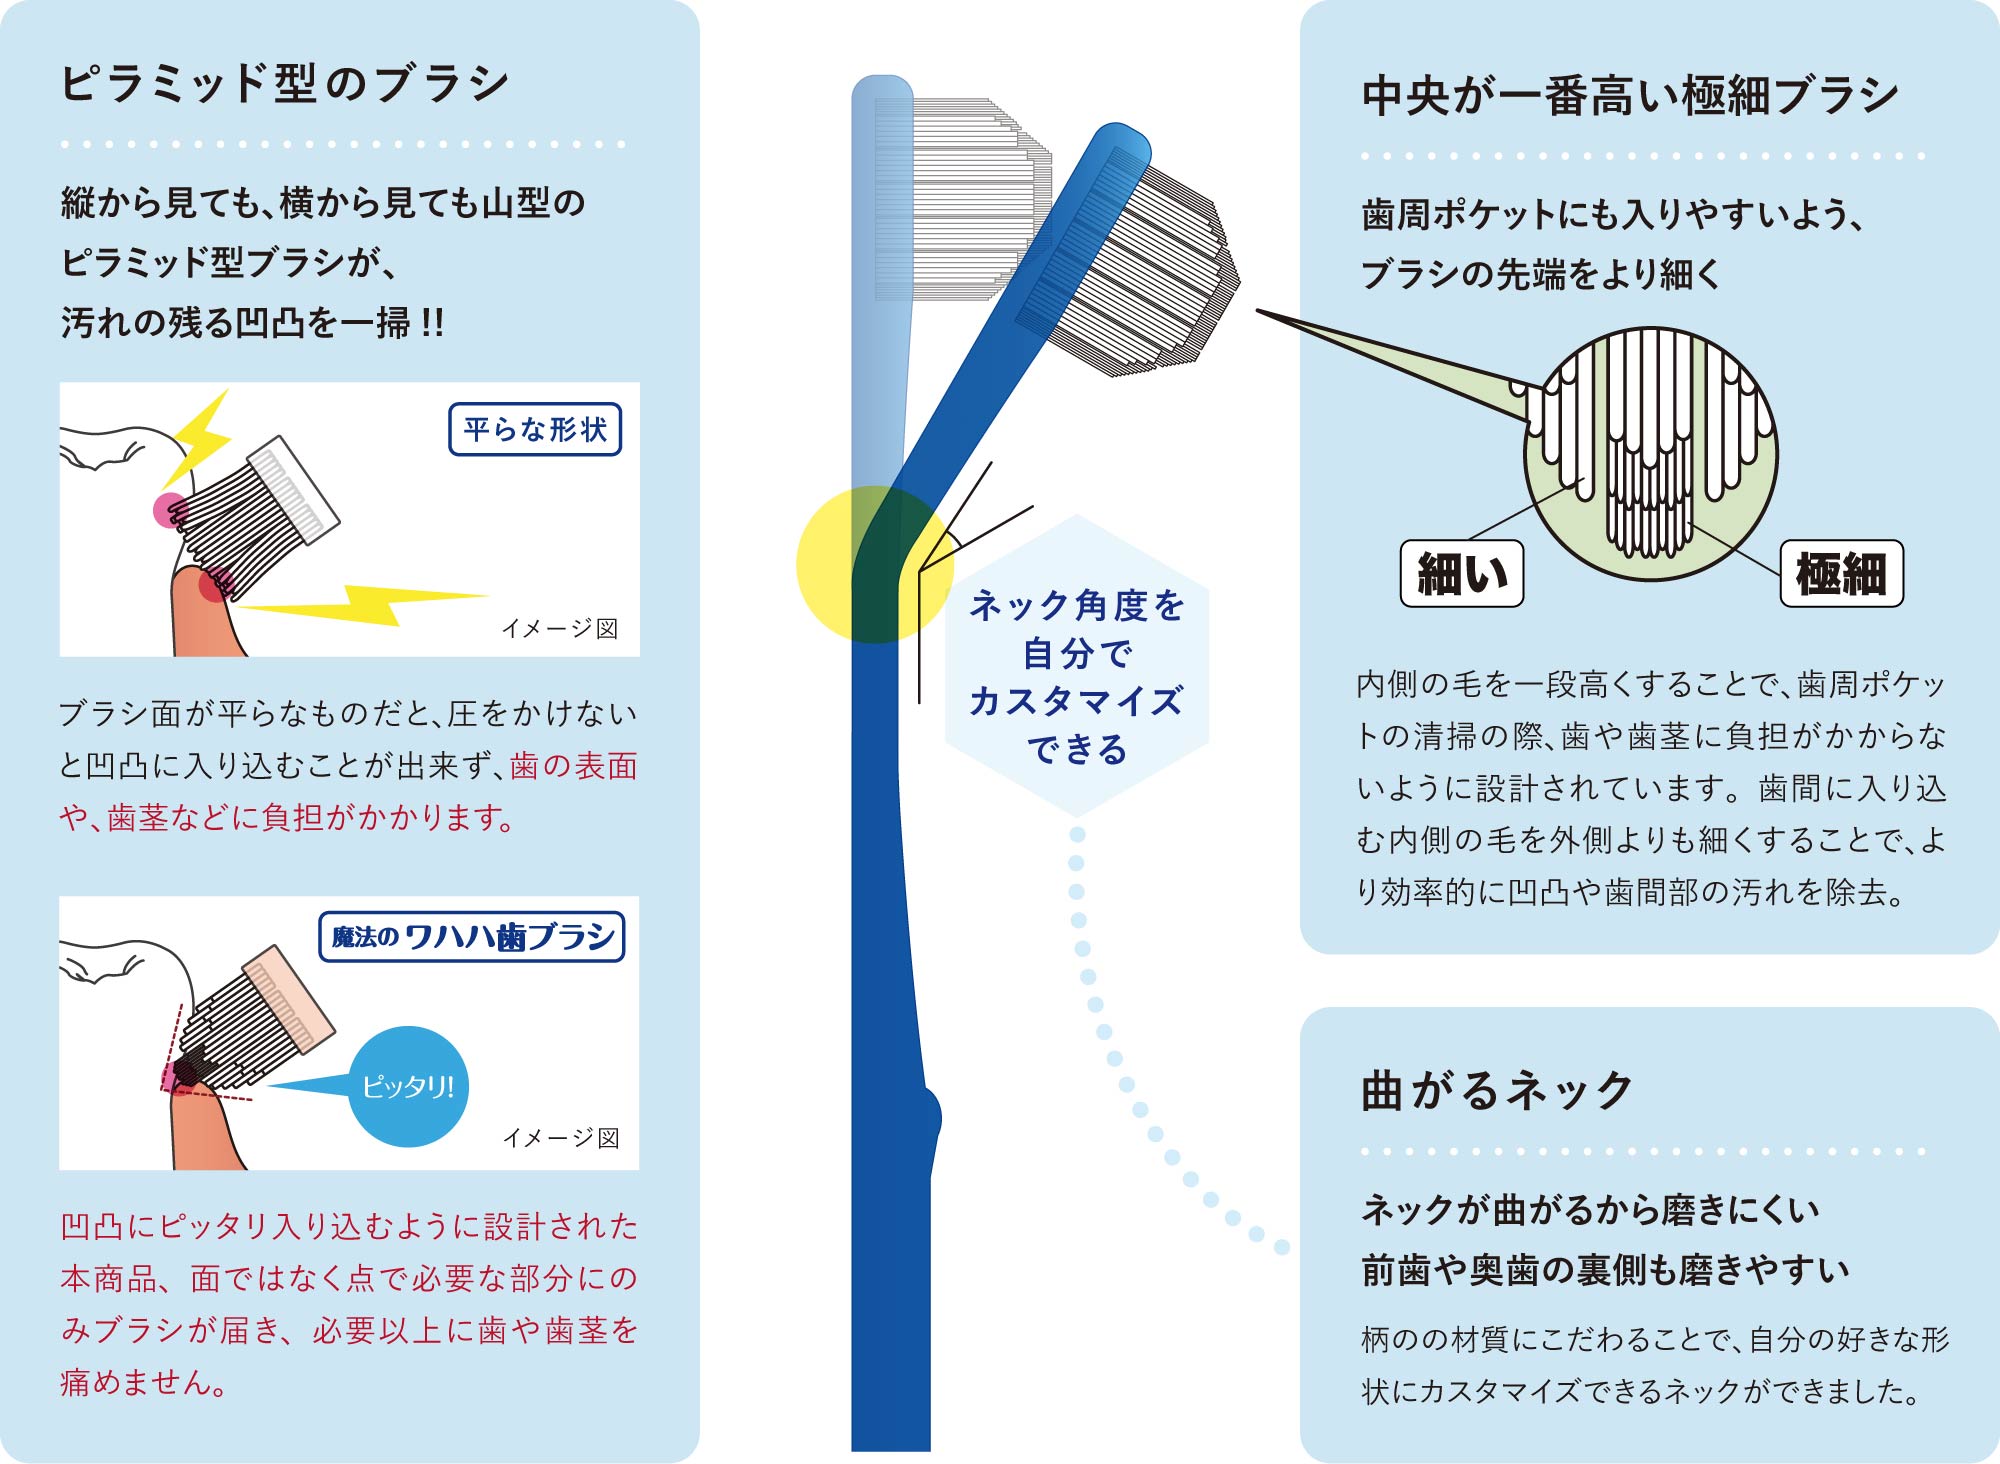 ピラミッド型のブラシ
縦から見ても、横から見ても山型の
ピラミッド型ブラシが、
汚れの残る凹凸を一掃!!
平らな形状
イメージ図
ブラシ面が平らなものだと、圧をかけない
と凹凸に入り込むことが出来ず、歯の表面
や、歯茎などに負担がかかります。
魔法のワハハ歯ブラシ
ピッタリ!
イメージ図
凹凸にピッタリ入り込むように設計された
本商品、面ではなく点で必要な部分にの
みブラシが届き、必要以上に歯や歯茎を
痛めません。
ネック角度を
自分で
カスタマイズ
できる
中央が一番高い極細ブラシ
歯周ポケットにも入りやすいよう、
ブラシの先端をより細く
細い
極細
内側の毛を一段高くすることで、歯周ポケッ
トの清掃の際、歯や歯茎に負担がかからな
いように設計されています。歯間に入り込
む内側の毛を外側よりも細くすることで、よ
り効率的に凹凸や歯間部の汚れを除去。
曲がるネック
ネックが曲がるから磨きにくい
前歯や奥歯の裏側も磨きやすい
柄のの材質にこだわることで、自分の好きな形
状にカスタマイズできるネックができました。